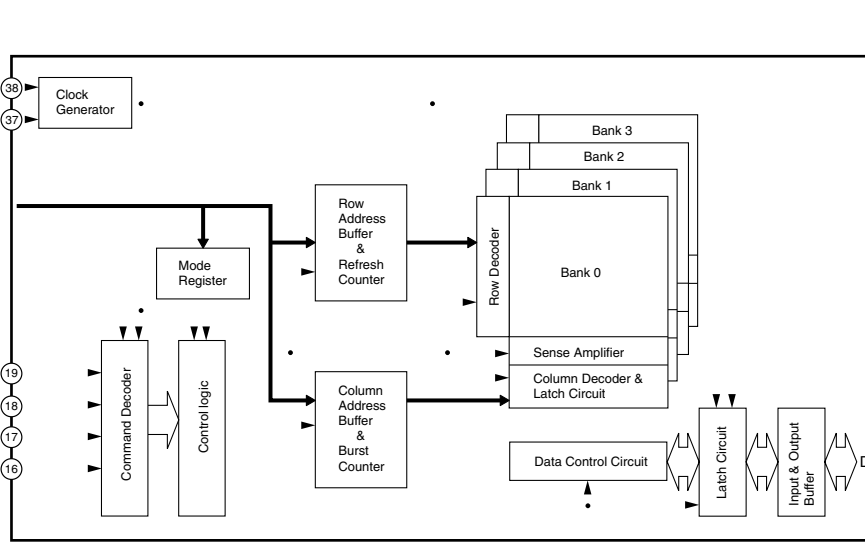 38
Clock
Generator
37
Bank 3
Bank 2
Bank 1
Row
Address
Buffer
&
Refresh
Counter
Row Decoder
Bank 0
Mode
Register
Sense Amplifier
Column Decoder &
Latch Circuit
19
18
17
16
Command Decoder
Control logic
Column
Address
Buffer
&
Burst
Counter
Data Control Circuit
Latch Circuit
Input & Output
Buffer